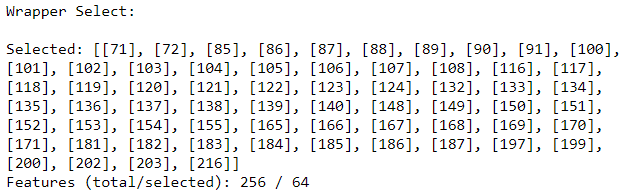 Wrapper Select:
Selected: [[71], [72], [85], [86], [87], [88], [89], [90], [91], [100],
[101], [102], [103], [104], [105], [106], [107], [108], [116], [117],
[118], [119], [120], [121], [122], [123], [124], [132], [133], [134],
[135], [136], [137], [138], [139], [140], [148], [149], [150], [151],
[152], [153], [154], [155], [165], [166], [167], [168], [169], [170],
[171], [181], [182], [183], [184], [185], [186], [187], [197], [199],
[200], [202], [203], [216]]
Features (total/selected): 256 / 64